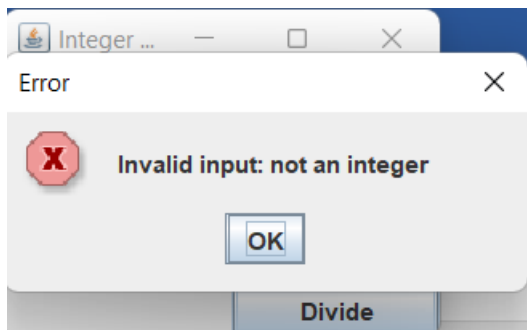 Integer ...
Error
Invalid input: not an integer
OK
Divide